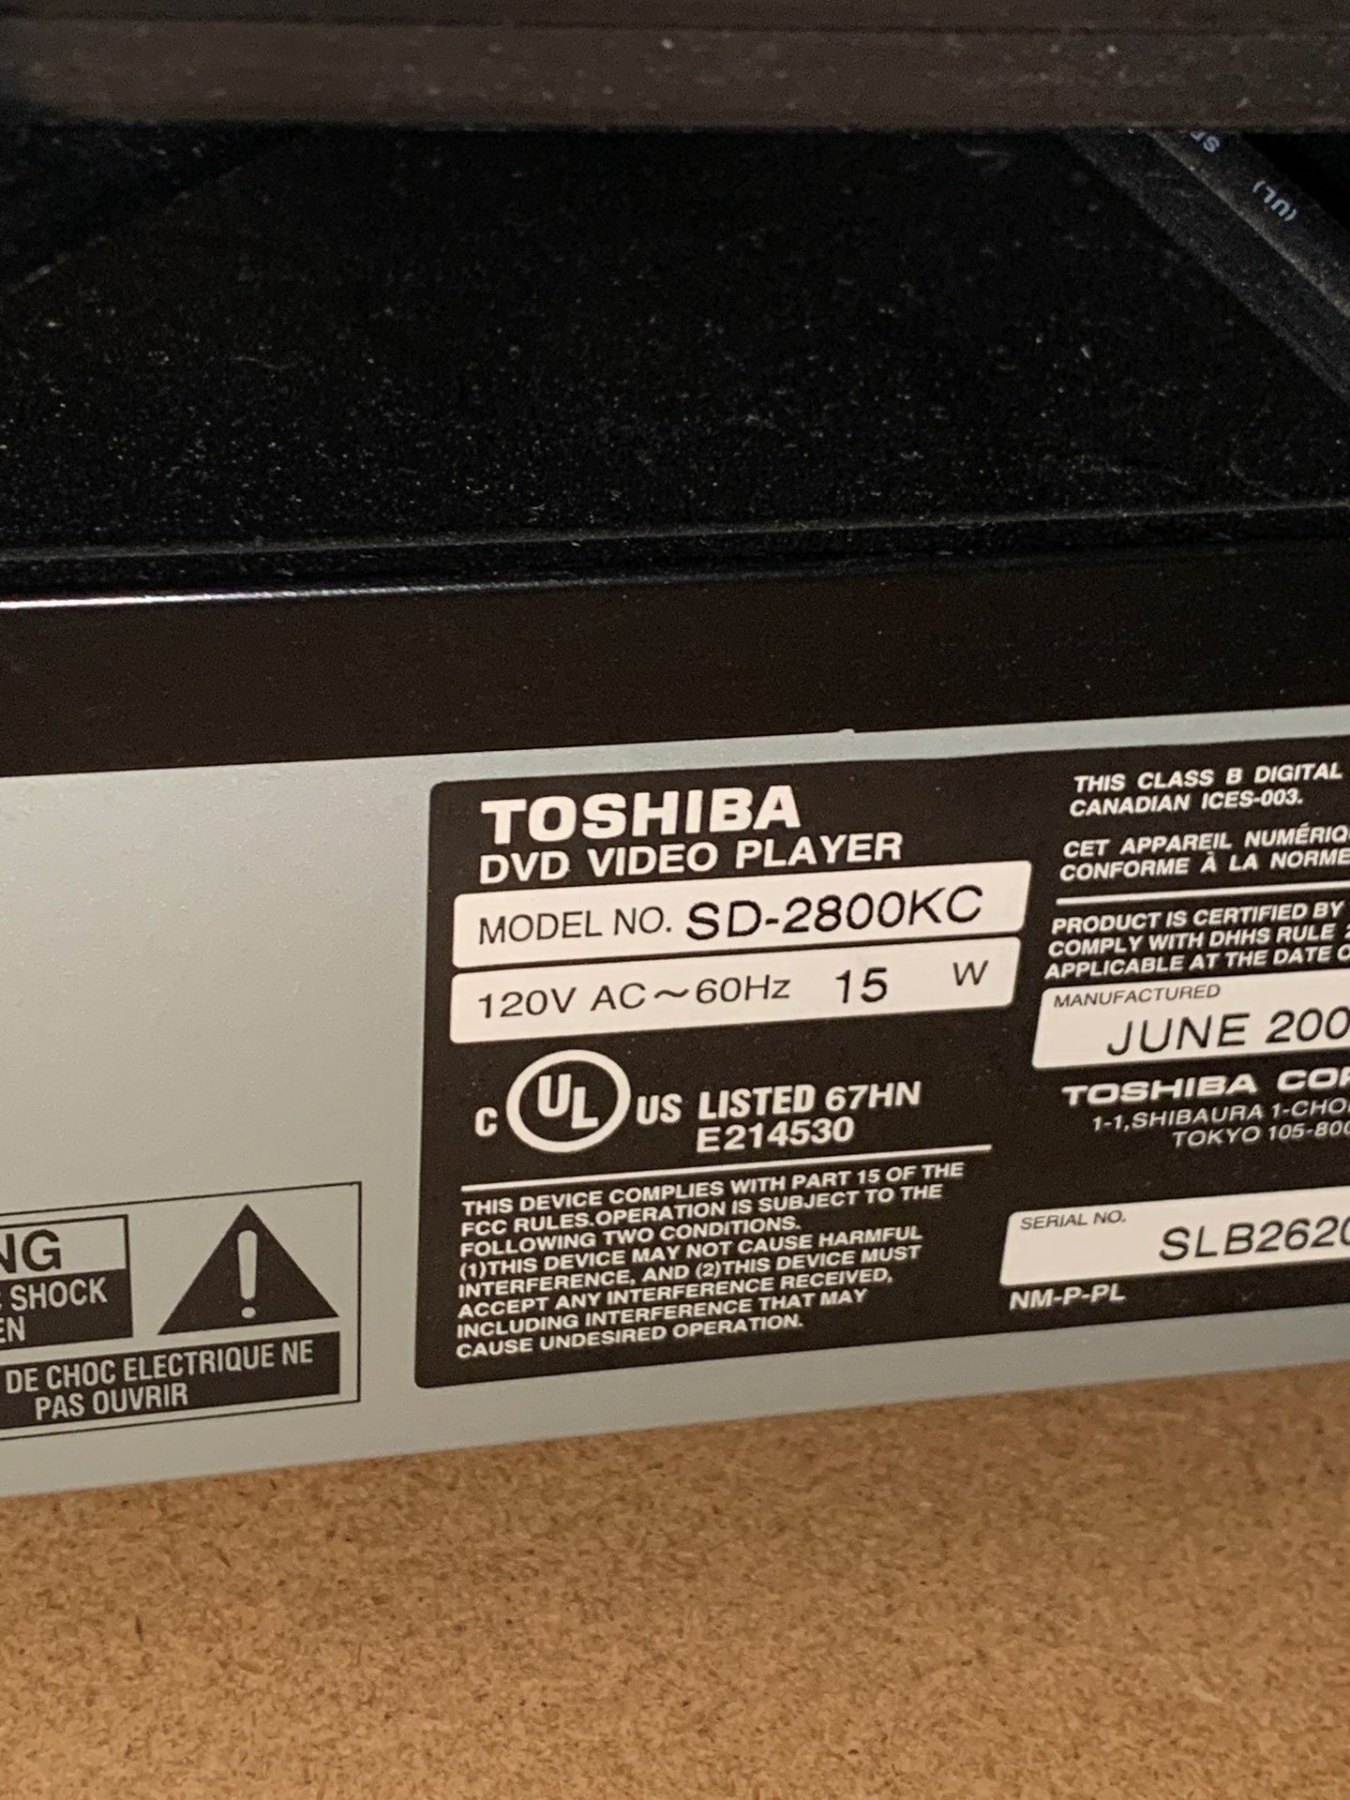 (UL)
TOSHIBA
DVD VIDEO PLAYER
MODEL NO. SD-2800KC
120V AC～60Hz 15 W
C UL US LISTED 67HN
E214530
THIS DEVICE COMPLIES WITH PART 15 OF THE
FCC RULES.OPERATION IS SUBJECT TO THE
FOLLOWING TWO CONDITIONS.
(1)THIS DEVICE MAY NOT CAUSE HARMFUL
INTERFERENCE, AND (2)THIS DEVICE MUST
ACCEPT ANY INTERFERENCE RECEIVED,
INCLUDING INTERFERENCE THAT MAY
CAUSE UNDESIRED OPERATION.
THIS CLASS B DIGITAL
CANADIAN ICES-003.
CET APPAREIL NUMÉRIQ
CONFORME À LA NORME
PRODUCT IS CERTIFIED BY
COMPLY WITH DHHS RULE
APPLICABLE AT THE DATE O
MANUFACTURED
JUNE 200
TOSHIBA COR
1-1,SHIBAURA 1-CHO
TOKYO 105-800
SERIAL NO.
SLB2620
NM-P-PL
NG
SHOCK
EN
DE CHOC ELECTRIQUE NE
PAS OUVRIR